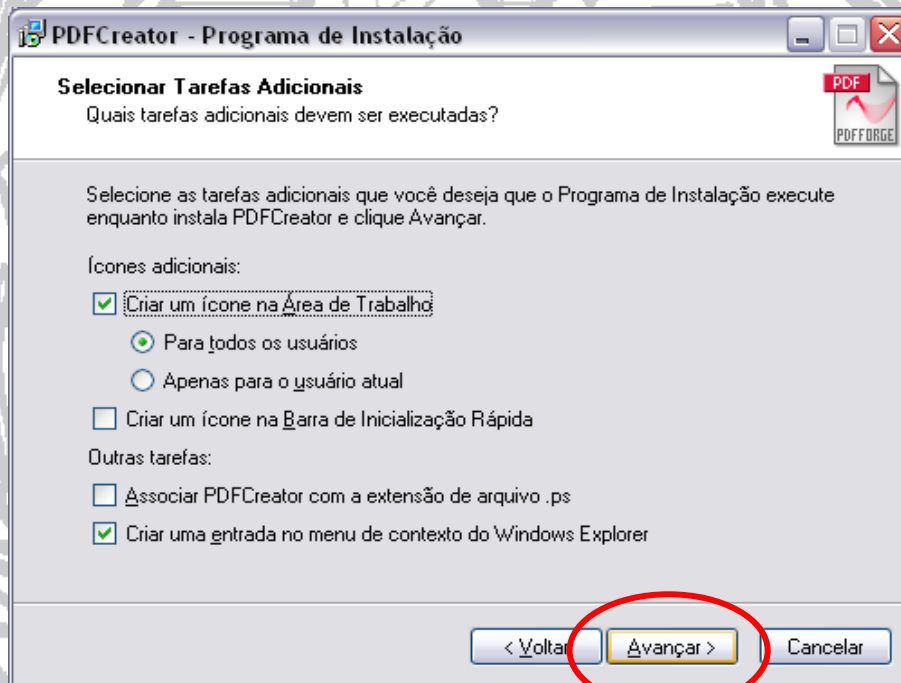 PDFCreator - Programa de Instalação
Selecionar Tarefas Adicionais
Quais tarefas adicionais devem ser executadas?
PDF
PDFFORGE
Selecione as tarefas adicionais que você deseja que o Programa de Instalação execute
enquanto instala PDFCreator e clique Avançar.
Ícones adicionais:
Criar um ícone na Área de Trabalho
Para todos os usuários
Apenas para o usuário atual
Criar um ícone na Barra de Inicialização Rápida
Outras tarefas:
Associar PDFCreator com a extensão de arquivo .ps
Criar uma entrada no menu de contexto do Windows Explorer
< Voltar Avançar > Cancelar